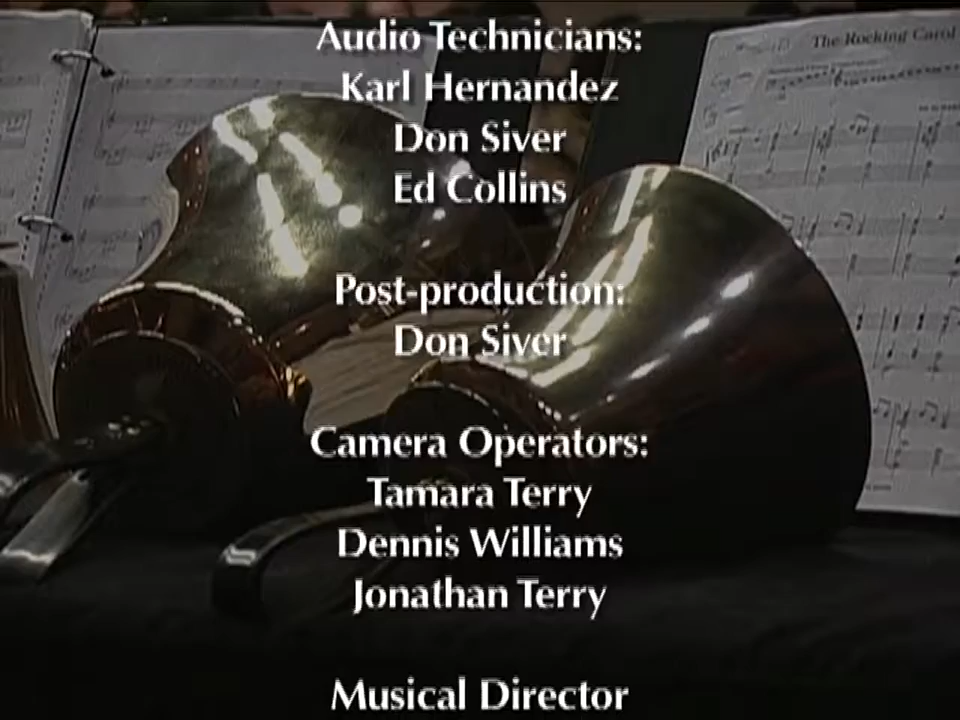 Audio Technicians:
The Rocking Carol
Karl Hernandez
Don Siver
Ed Collins
Post-production:
Don Siver
Camera Operators:
Tamara Terry
Dennis Williams
Jonathan Terry
Musical Director